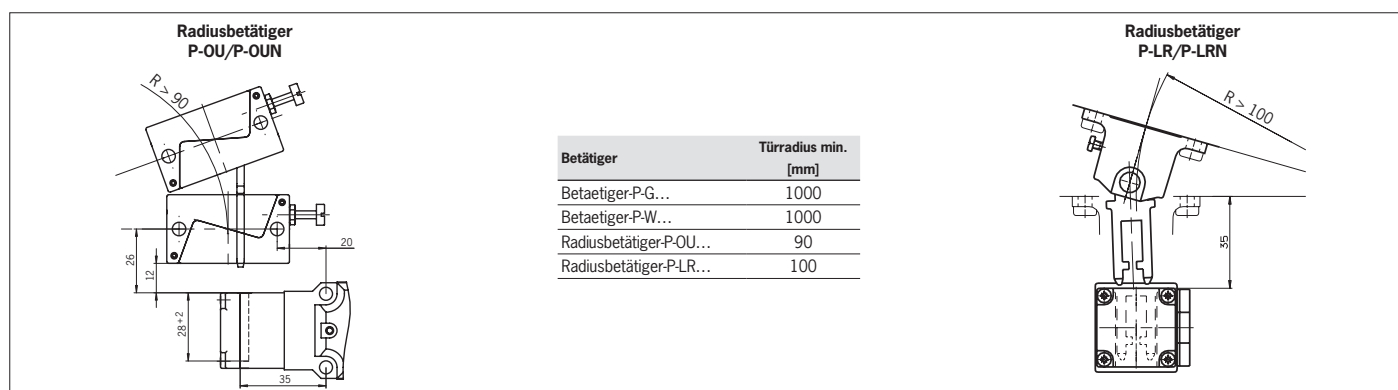 Radiusbetätiger
P-OU/P-OUN
R > 90
20
26
12
28+2
35
Betätiger Türradius min.
[mm]
Betaetiger-P-G… 1000
Betaetiger-P-W… 1000
Radiusbetätiger-P-OU… 90
Radiusbetätiger-P-LR… 100
Radiusbetätiger
P-LR/P-LRN
R > 100
35